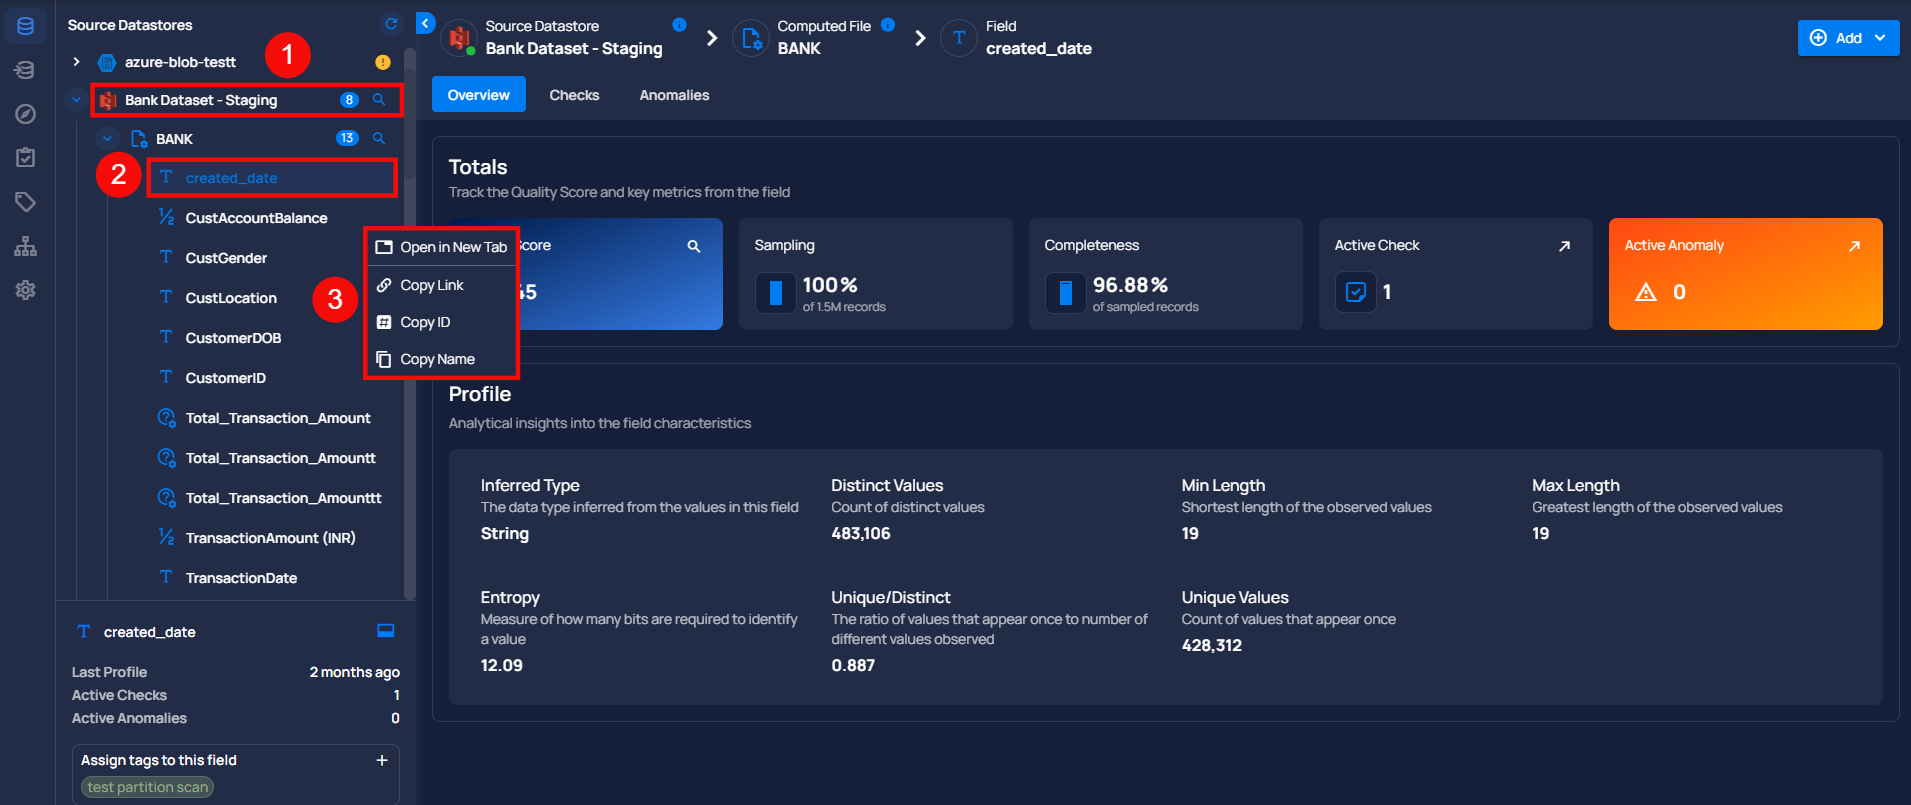 Source Datastores
azure-blob-testt
1
Bank Dataset - Staging
8
BANK
13
2
created_date
CustAccountBalance
CustGender
CustLocation
CustomerDOB
CustomerID
Total_Transaction_Amount
Total_Transaction_Amountt
Total_Transaction_Amounttt
TransactionAmount (INR)
TransactionDate
3
Open in New Tab
Copy Link
Copy ID
Copy Name
created_date
Last Profile 2 months ago
Active Checks 1
Active Anomalies 0
Assign tags to this field
test partition scan
Source Datastore
Bank Dataset - Staging
Computed File
BANK
Field
created_date
Add
Overview
Checks
Anomalies
Totals
Track the Quality Score and key metrics from the field
core
45
Sampling
100%
of 1.5M records
Completeness
96.88%
of sampled records
Active Check
1
Active Anomaly
0
Profile
Analytical insights into the field characteristics
Inferred Type
The data type inferred from the values in this field
String
Distinct Values
Count of distinct values
483,106
Min Length
Shortest length of the observed values
19
Max Length
Greatest length of the observed values
19
Entropy
Measure of how many bits are required to identify
a value
12.09
Unique/Distinct
The ratio of values that appear once to number of
different values observed
0.887
Unique Values
Count of values that appear once
428,312